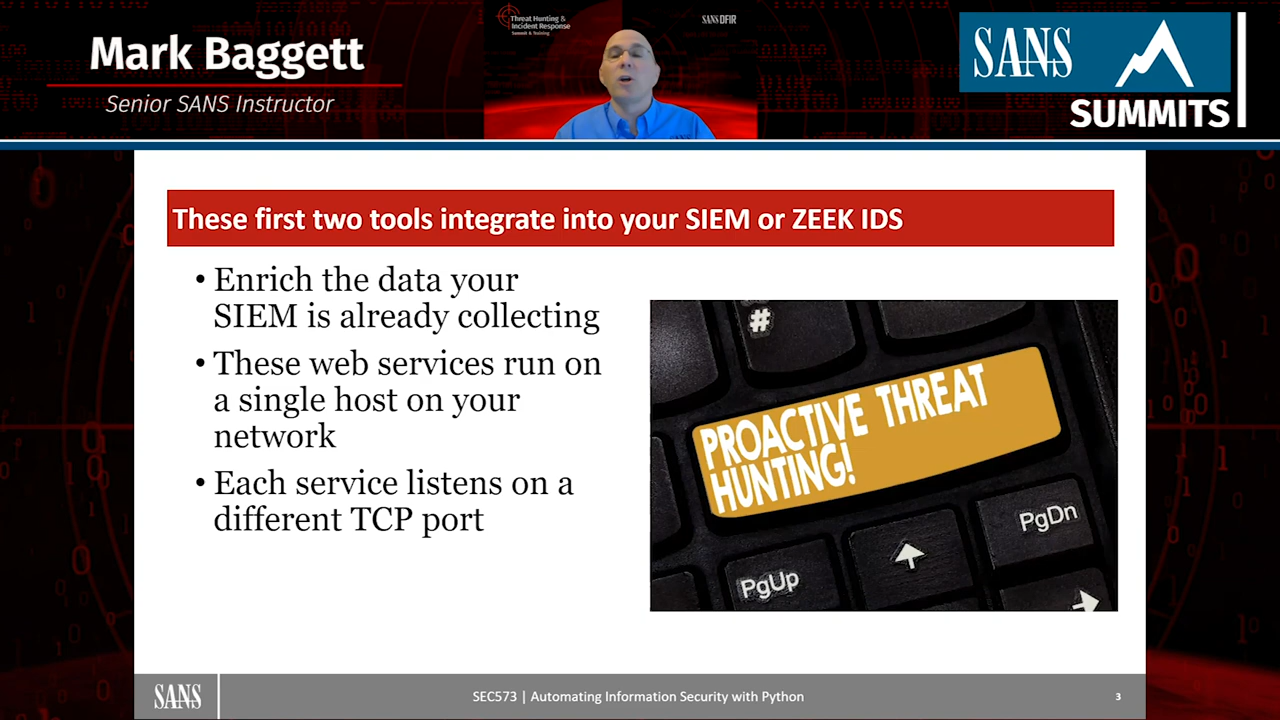 Mark Baggett
Senior SANS Instructor
Threat Hunting &
Incident Response
Summit & Training
SANS DFIR
SANS
SUMMITS
These first two tools integrate into your SIEM or ZEEK IDS
• Enrich the data your
SIEM is already collecting
• These web services run on
a single host on your
network
• Each service listens on a
different TCP port
#
PROACTIVE THREAT
HUNTING!
PgDn
PgUp
SANS
SEC573 | Automating Information Security with Python
3